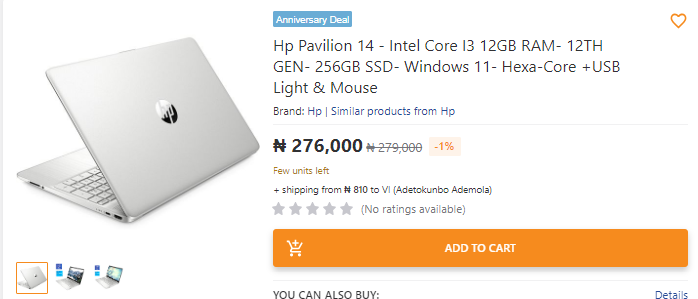 Anniversary Deal
Hp Pavilion 14 - Intel Core I3 12GB RAM- 12TH
GEN- 256GB SSD- Windows 11- Hexa-Core +USB
Light & Mouse
Brand: Hp | Similar products from Hp
₦ 276,000 ₦ 279,000 -1%
Few units left
+ shipping from ₦ 810 to VI (Adetokunbo Ademola)
(No ratings available)
ADD TO CART
YOU CAN ALSO BUY: Details
hp